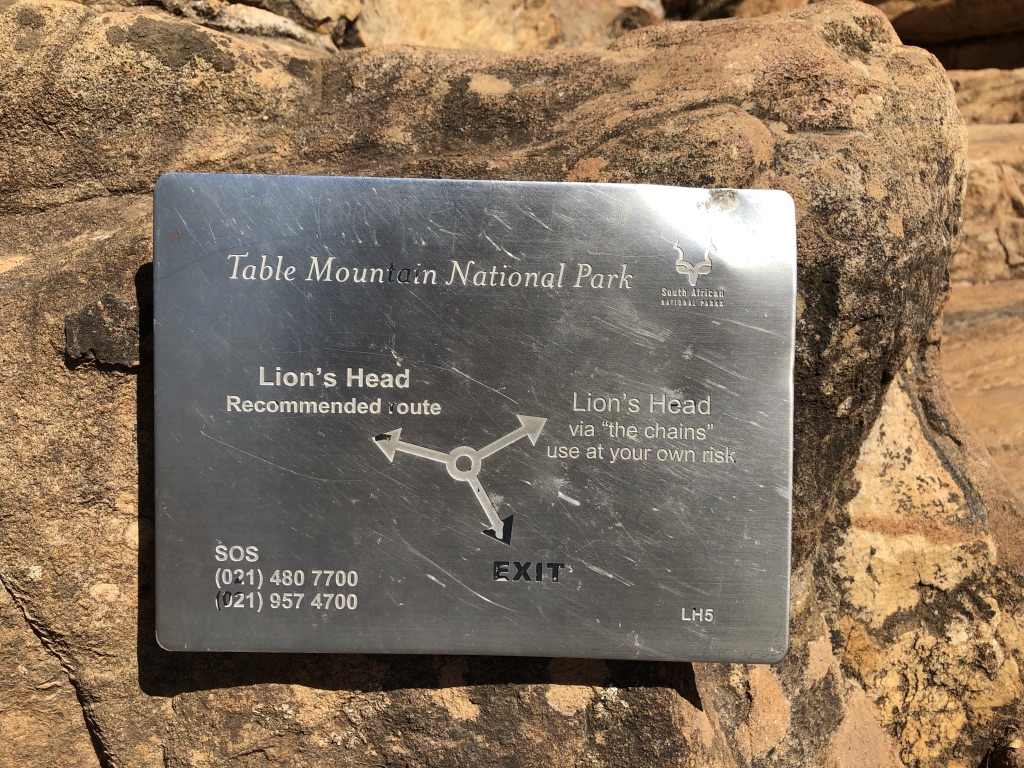 Table Mountain National Park
South African
NATIONAL PARKS
Lion's Head
Recommended route
Lion's Head
via "the chains"
use at your own risk
EXIT
SOS
(021) 480 7700
(021) 957 4700
LH5